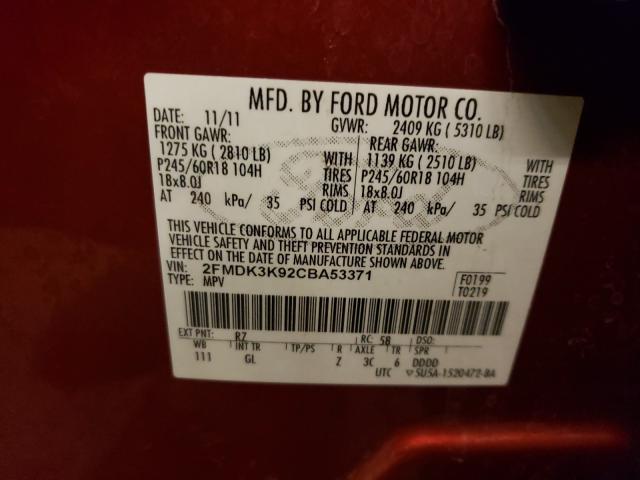 MFD. BY FORD MOTOR CO.
DATE: 11/11 GVWR: 2409 KG ( 5310 LB)
FRONT GAWR: REAR GAWR:
1275 KG ( 2810 LB) WITH 1139 KG ( 2510 LB) WITH
P245/60R18 104H TIRES P245/60R18 104H TIRES
18x8.0J RIMS 18x8.0J RIMS
AT 240 kPa/ 35 PSI COLD AT 240 kPa/ 35 PSI COLD
THIS VEHICLE CONFORMS TO ALL APPLICABLE FEDERAL MOTOR
VEHICLE SAFETY AND THEFT PREVENTION STANDARDS IN
EFFECT ON THE DATE OF MANUFACTURE SHOWN ABOVE.
VIN: 2FMDK3K92CBA53371 F0199
TYPE: MPV T0219
EXT PNT: RZ RC: 58 DSO:
WB INT TR TP/PS R AXLE TR SPR
111 GL Z 3C 6 DDDD
UTC ▽5U5A-1520472-BA